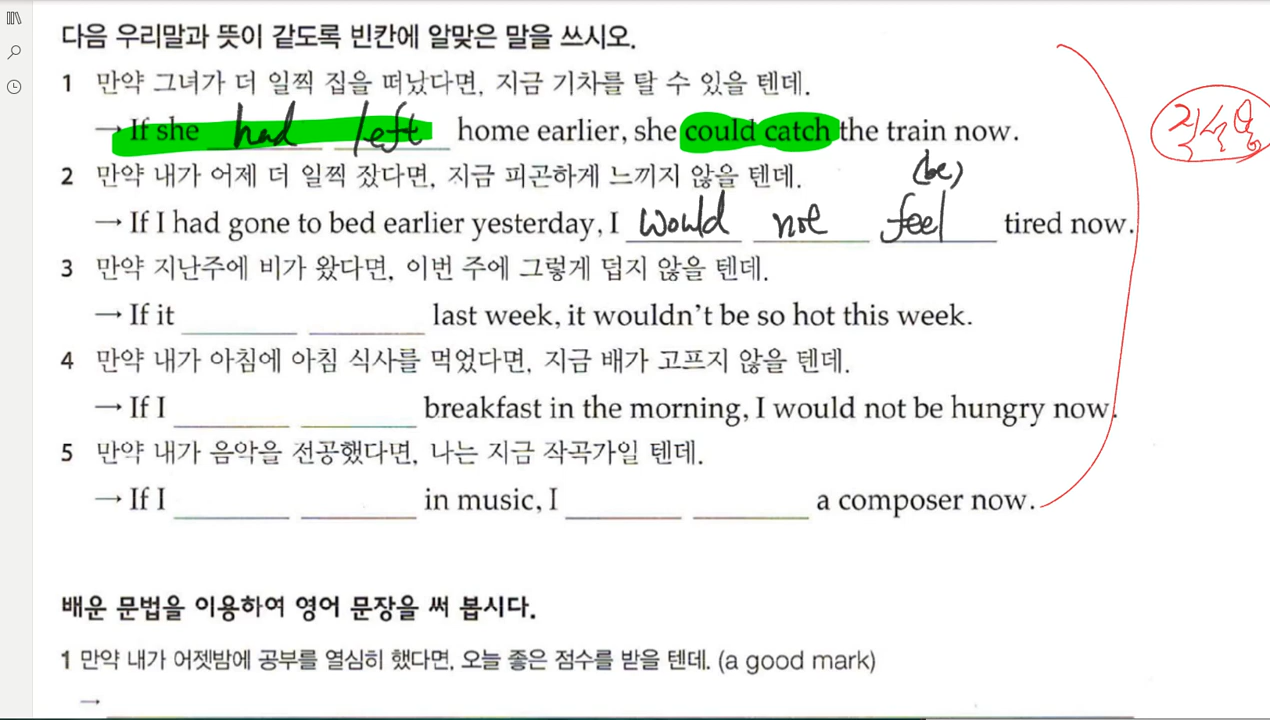 다음 우리말과 뜻이 같도록 빈칸에 알맞은 말을 쓰시오.
1 만약 그녀가 더 일찍 집을 떠났다면, 지금 기차를 탈 수 있을 텐데.
→ If she had left home earlier, she could catch the train now.
직설법
2 만약 내가 어제 더 일찍 잤다면, 지금 피곤하게 느끼지 않을 텐데.
(be)
→ If I had gone to bed earlier yesterday, I would not feel tired now.
3 만약 지난주에 비가 왔다면, 이번 주에 그렇게 덥지 않을 텐데.
→ If it last week, it wouldn't be so hot this week.
4 만약 내가 아침에 아침 식사를 먹었다면, 지금 배가 고프지 않을 텐데.
→ If I breakfast in the morning, I would not be hungry now.
5 만약 내가 음악을 전공했다면, 나는 지금 작곡가일 텐데.
→ If I in music, I a composer now.
배운 문법을 이용하여 영어 문장을 써 봅시다.
1 만약 내가 어젯밤에 공부를 열심히 했다면, 오늘 좋은 점수를 받을 텐데. (a good mark)
→